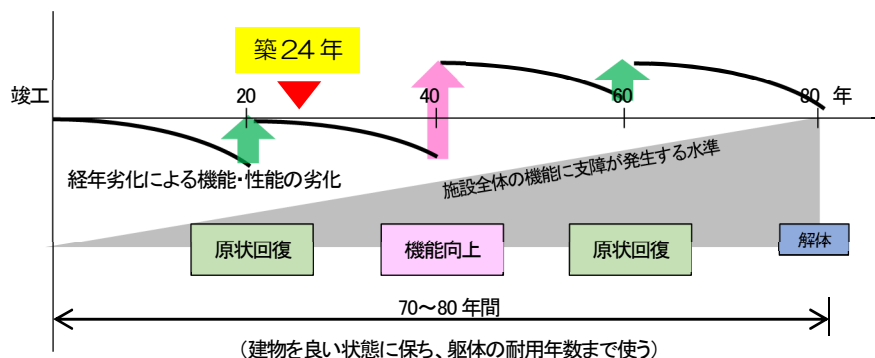 築24年
竣工
20
40
60
80
年
経年劣化による機能・性能の劣化
施設全体の機能に支障が発生する水準
原状回復
機能向上
原状回復
解体
70～80年間
(建物を良い状態に保ち、躯体の耐用年数まで使う)